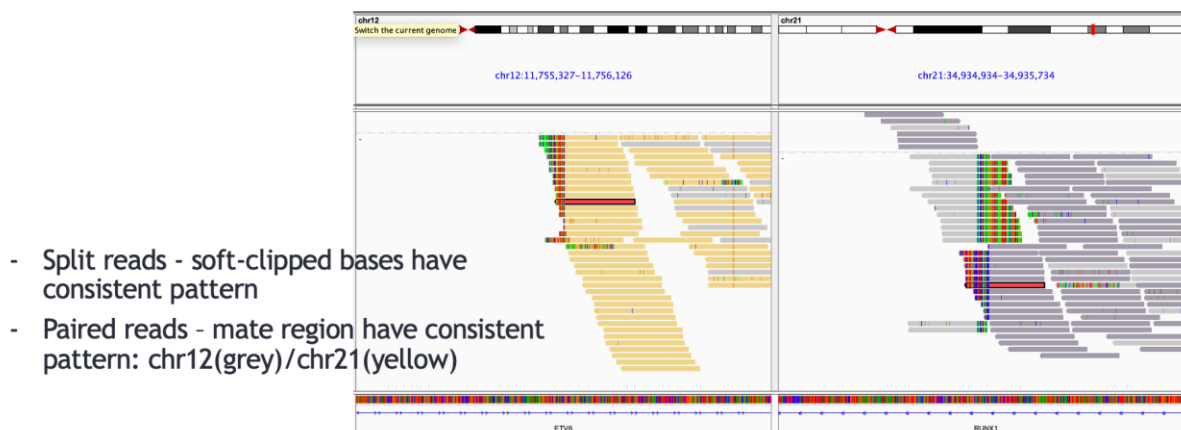 chr12
chr21
Switch the current genome
chr12:11,755,327-11,756,126
chr21:34,934,934-34,935,734
- Split reads - soft-clipped bases have
consistent pattern
- Paired reads - mate region have consistent
pattern: chr12(grey)/chr21(yellow)
ETV6
RUNX1